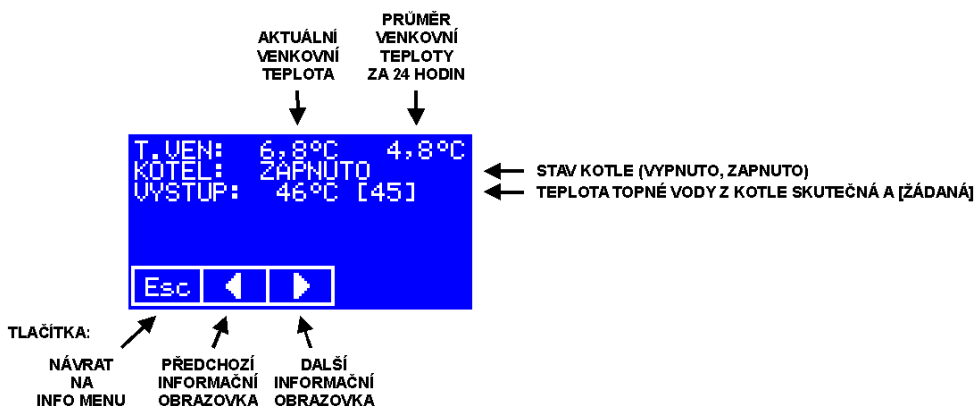 AKTUÁLNÍ
VENKOVNÍ
TEPLOTA
PRŮMĚR
VENKOVNÍ
TEPLOTY
ZA 24 HODIN
T.VEN: 6,8°C 4,8°C
KOTEL: ZAPNUTO
VÝSTUP: 46°C [45]
STAV KOTLE (VYPNUTO, ZAPNUTO)
TEPLOTA TOPNÉ VODY Z KOTLE SKUTEČNÁ A [ŽÁDANÁ]
Esc
TLAČÍTKA:
NÁVRAT
NA
INFO MENU
PŘEDCHOZÍ
INFORMAČNÍ
OBRAZOVKA
DALŠÍ
INFORMAČNÍ
OBRAZOVKA